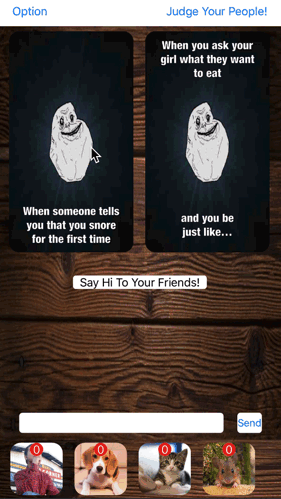 Option
Judge Your People!
When someone tells
you that you snore
for the first time
When you ask your
girl what they want
to eat
and you be
just like...
Say Hi To Your Friends!
Send
0
0
0
0